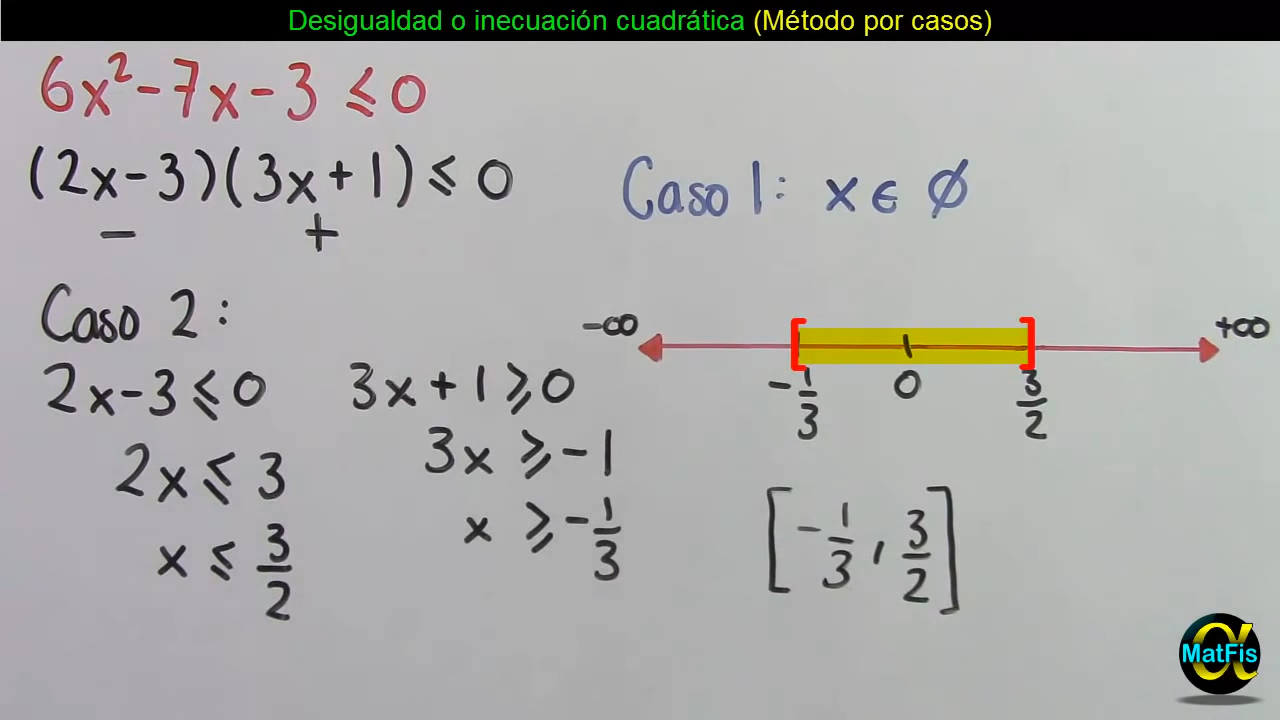 Desigualdad o inecuación cuadrática (Método por casos)
6x² - 7x - 3 ≤ 0
(2x - 3)(3x + 1) ≤ 0
- +
Caso 1: x ∈ ∅
Caso 2:
2x - 3 ≤ 0
2x ≤ 3
x ≤ 3/2
3x + 1 ≥ 0
3x ≥ -1
x ≥ -1/3
-∞ +∞
-1/3 0 3/2
[-1/3, 3/2]
α
MatFis